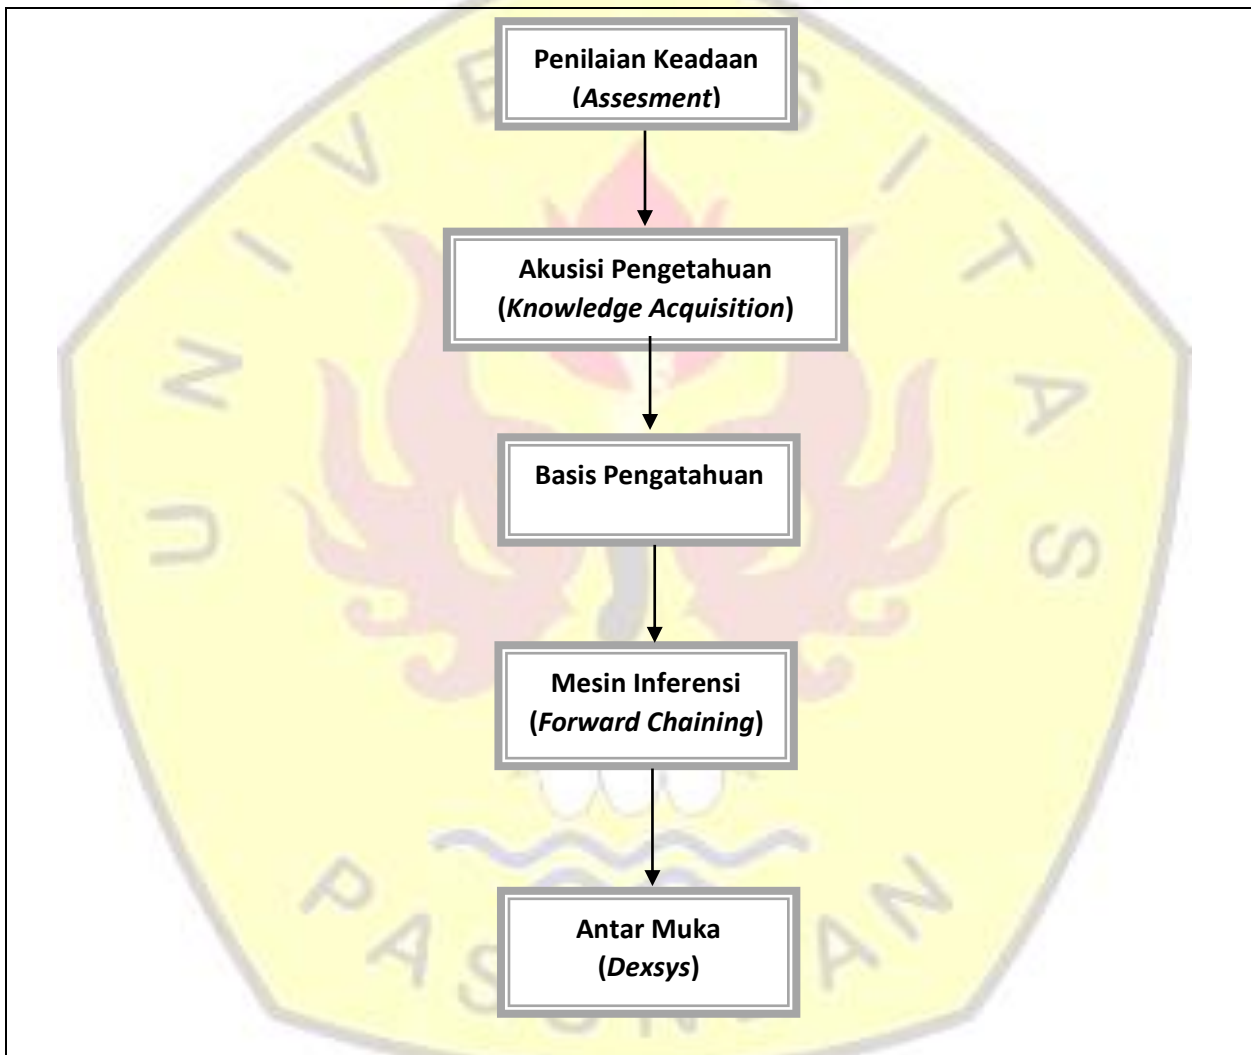 Penilaian Keadaan
(Assesment)
Akusisi Pengetahuan
(Knowledge Acquisition)
Basis Pengatahuan
Mesin Inferensi
(Forward Chaining)
Antar Muka
(Dexsys)